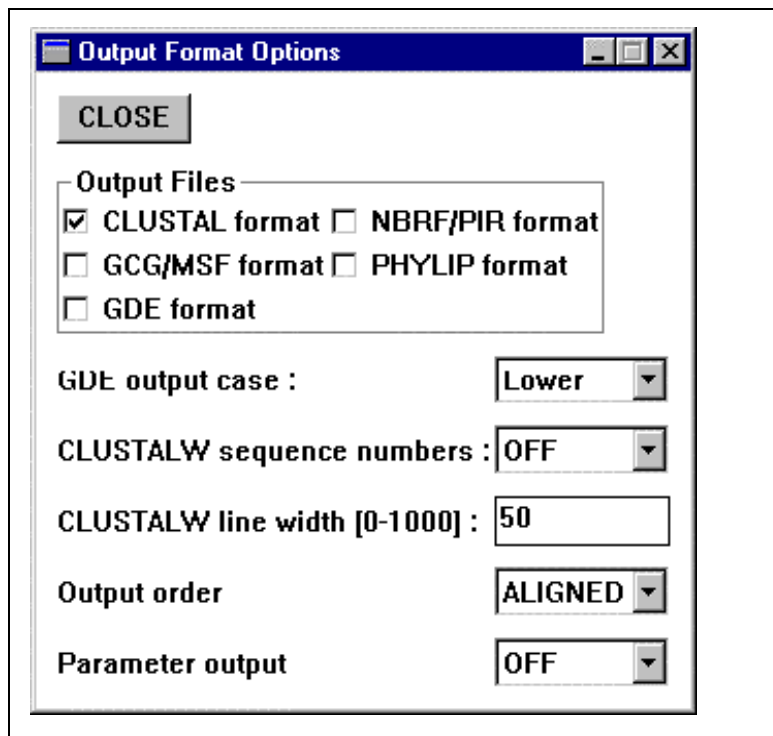 Output Format Options
CLOSE
Output Files
CLUSTAL format NBRF/PIR format
GCG/MSF format PHYLIP format
GDE format
GDE output case : Lower
CLUSTALW sequence numbers : OFF
CLUSTALW line width [0-1000] : 50
Output order ALIGNED
Parameter output OFF